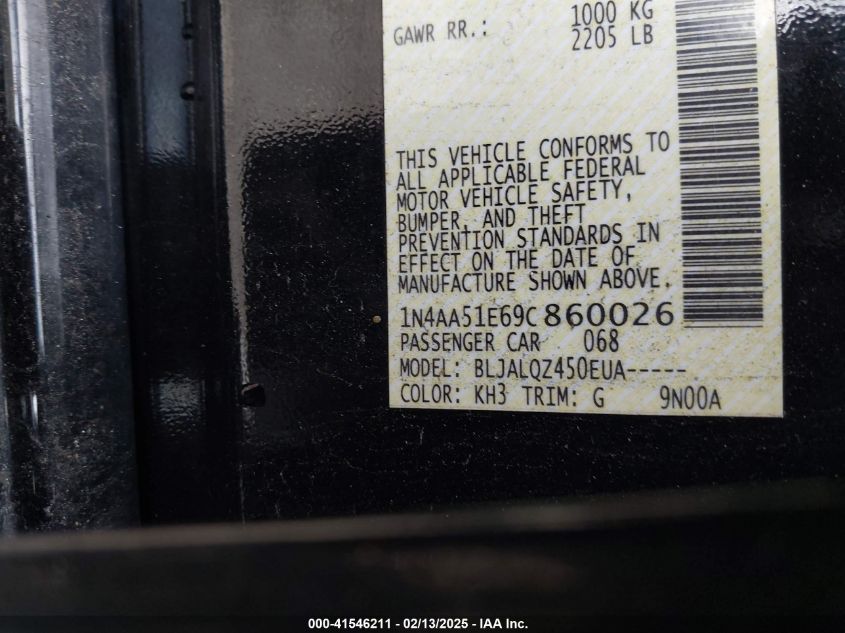 GAWR RR.: 1000 KG
2205 LB
THIS VEHICLE CONFORMS TO
ALL APPLICABLE FEDERAL
MOTOR VEHICLE SAFETY,
BUMPER, AND THEFT
PREVENTION STANDARDS IN
EFFECT ON THE DATE OF
MANUFACTURE SHOWN ABOVE.
1N4AA51E69C860026
PASSENGER CAR 068
MODEL: BLJALQZ450EUA-----
COLOR: KH3 TRIM: G 9N00A
000-41546211 - 02/13/2025 - IAA Inc.